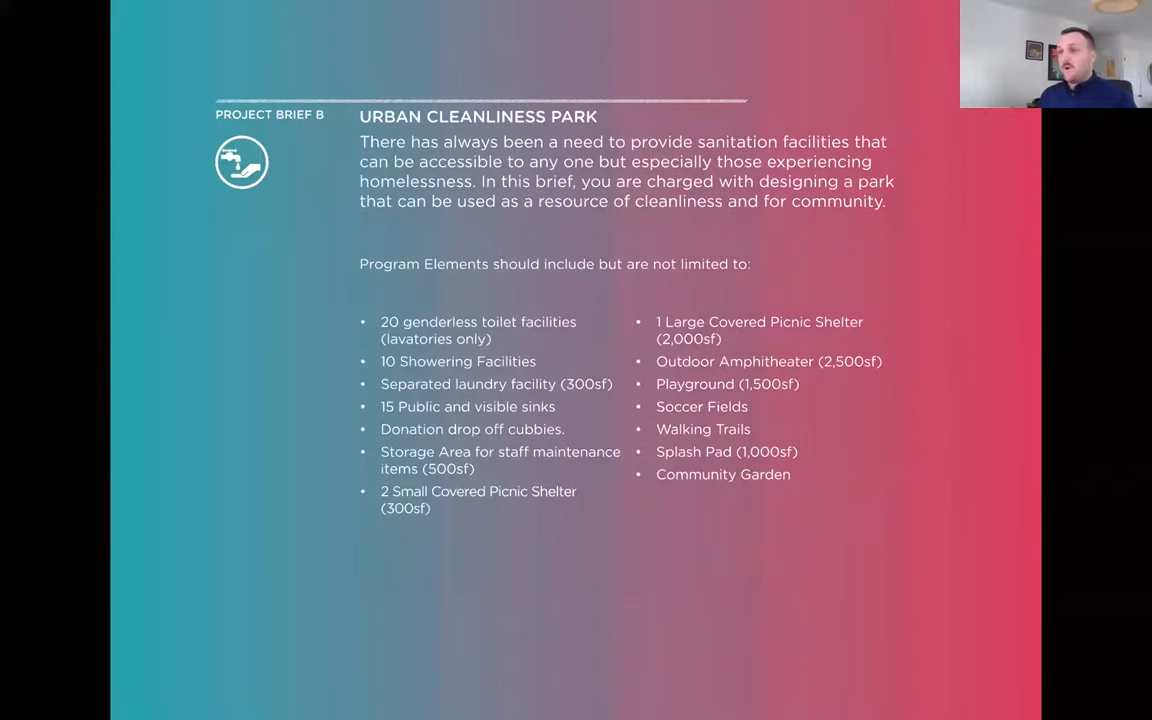 PROJECT BRIEF B
URBAN CLEANLINESS PARK
There has always been a need to provide sanitation facilities that
can be accessible to any one but especially those experiencing
homelessness. In this brief, you are charged with designing a park
that can be used as a resource of cleanliness and for community.
Program Elements should include but are not limited to:
• 20 genderless toilet facilities
(lavatories only)
• 10 Showering Facilities
• Separated laundry facility (300sf)
• 15 Public and visible sinks
• Donation drop off cubbies.
• Storage Area for staff maintenance
items (500sf)
• 2 Small Covered Picnic Shelter
(300sf)
• 1 Large Covered Picnic Shelter
(2,000sf)
• Outdoor Amphitheater (2,500sf)
• Playground (1,500sf)
• Soccer Fields
• Walking Trails
• Splash Pad (1,000sf)
• Community Garden